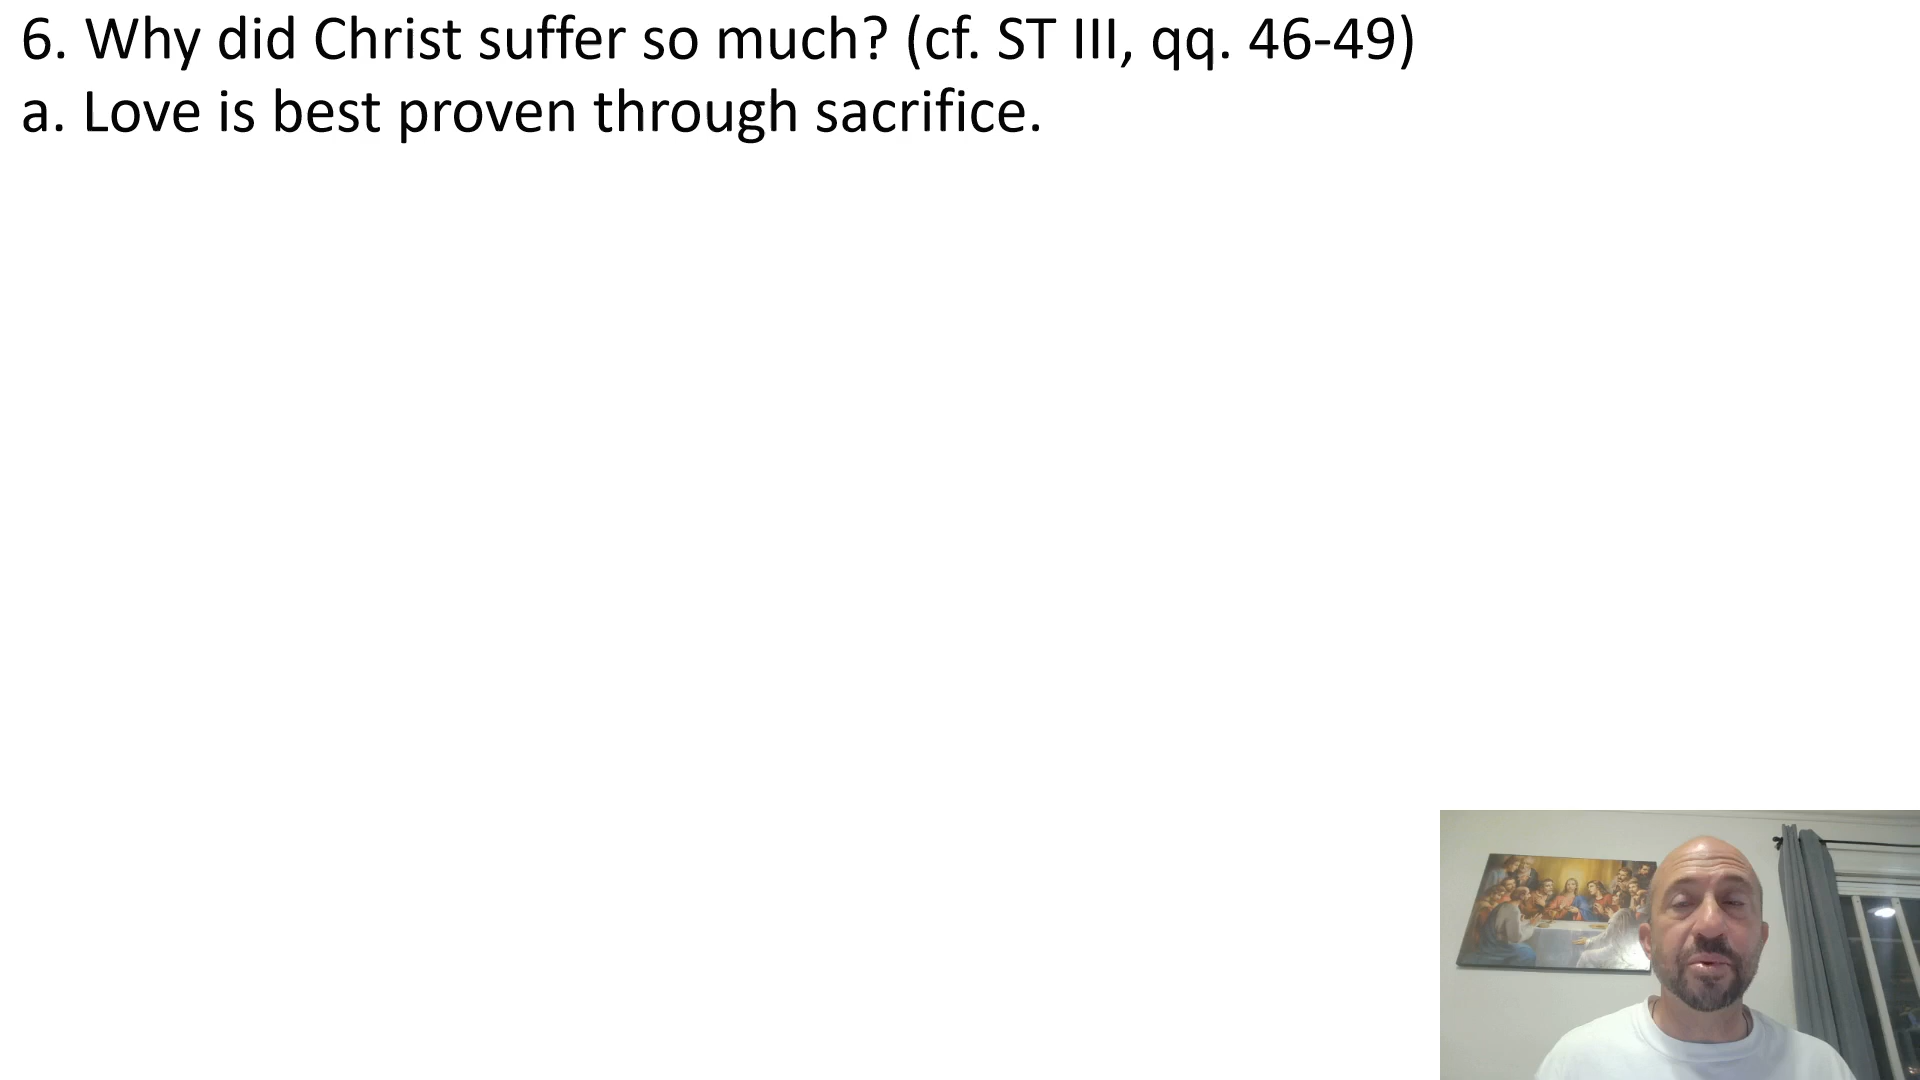 6. Why did Christ suffer so much? (cf. ST III, qq. 46-49)
a. Love is best proven through sacrifice.